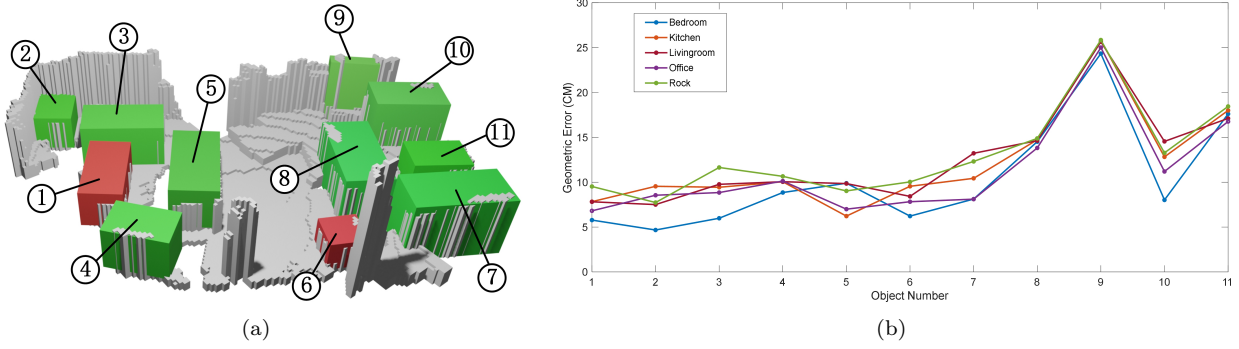 ① ② ③ ④ ⑤ ⑥ ⑦ ⑧ ⑨ ⑩ ⑪
(a)
Geometric Error (CM)
30
25
20
15
10
5
0
Bedroom
Kitchen
Livingroom
Office
Rock
1 2 3 4 5 6 7 8 9 10 11
Object Number
(b)